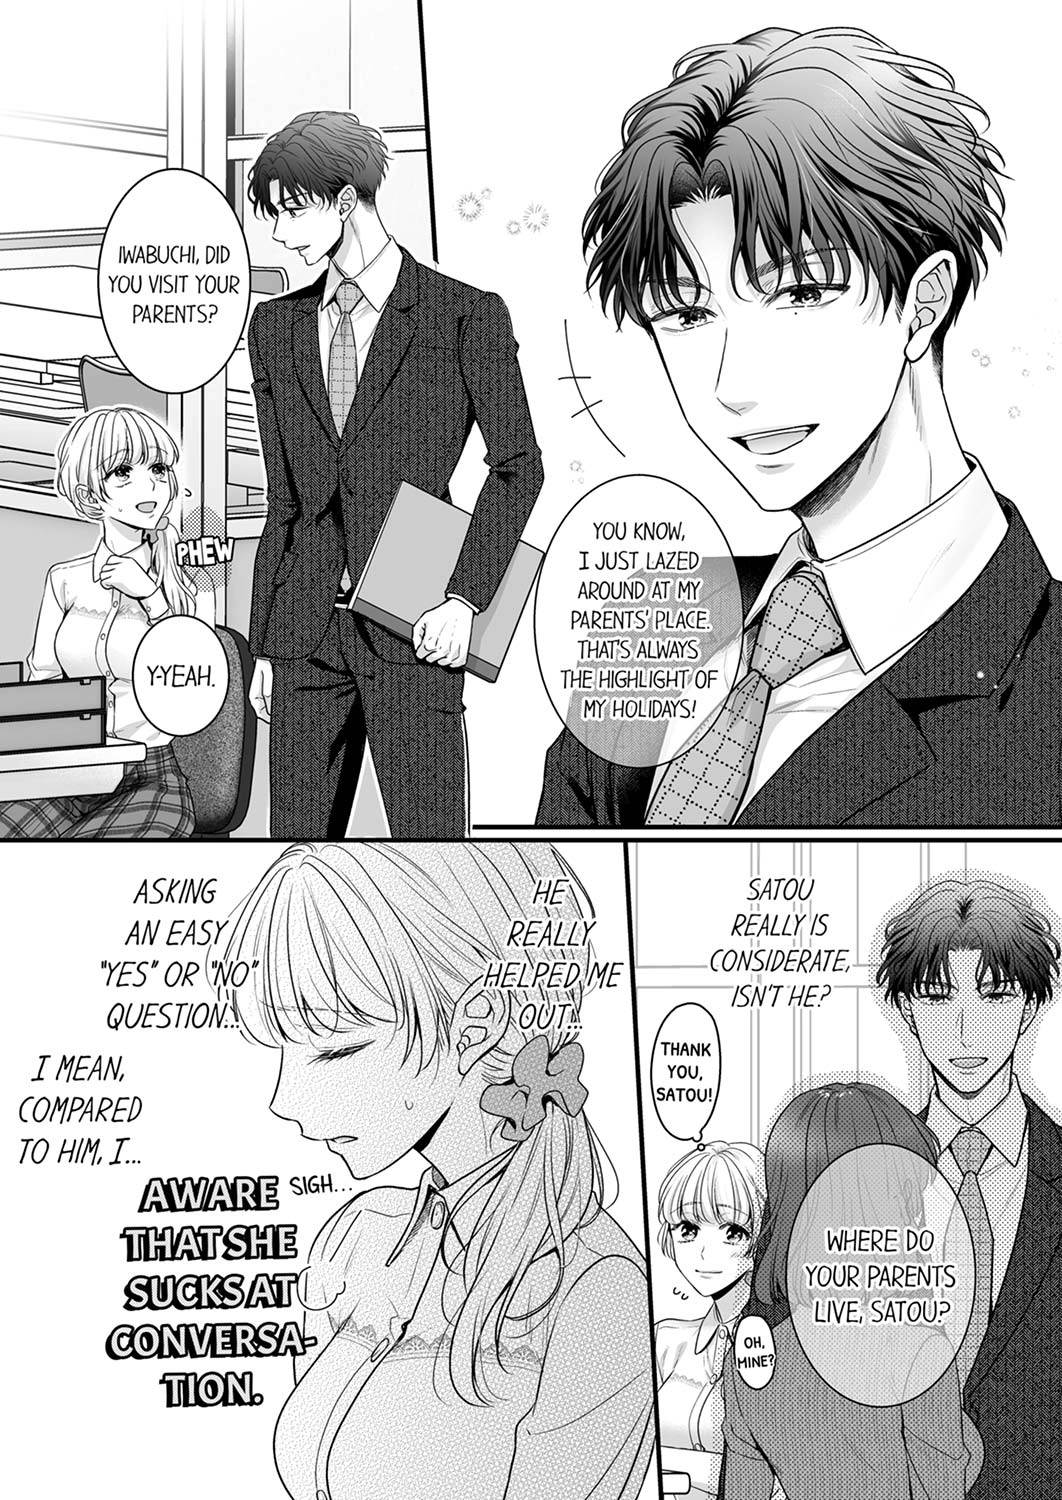 YOU KNOW,
I JUST LAZED
AROUND AT MY
PARENTS' PLACE.
THAT'S ALWAYS
THE HIGHLIGHT OF
MY HOLIDAYS!
IWABUCHI, DID
YOU VISIT YOUR
PARENTS?
PHEW
Y-YEAH.
SATOU
REALLY IS
CONSIDERATE,
ISN'T HE?
THANK
YOU,
SATOU!
WHERE DO
YOUR PARENTS
LIVE, SATOU?
OH,
MINE?
HE
REALLY
HELPED ME
OUT...
ASKING
AN EASY
"YES" OR "NO"
QUESTION...
I MEAN,
COMPARED
TO HIM, I...
SIGH...
AWARE
THAT SHE
SUCKS AT
CONVERSA-
TION.